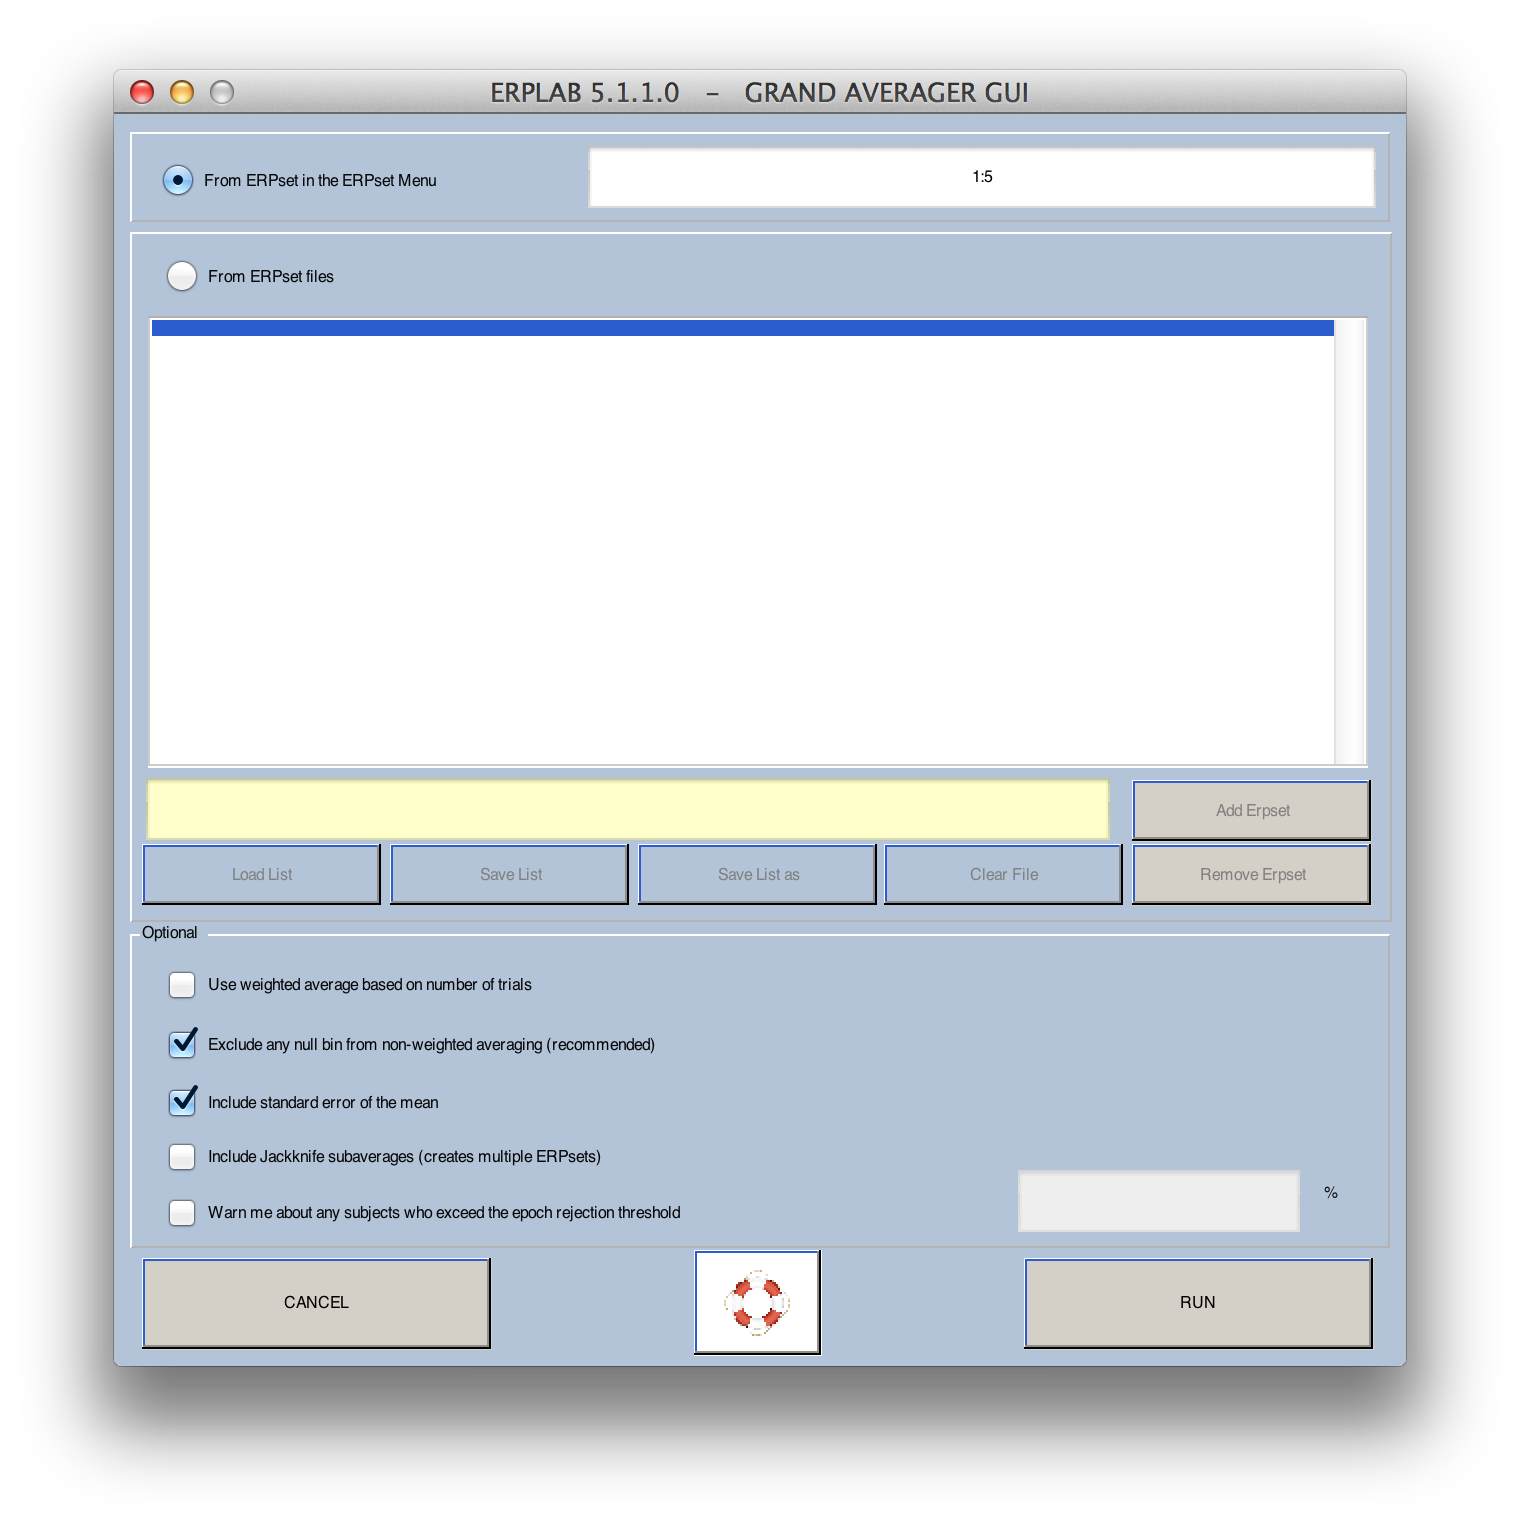 ERPLAB 5.1.1.0 - GRAND AVERAGER GUI
From ERPset in the ERPset Menu
1:5
From ERPset files
Add Erpset
Load List
Save List
Save List as
Clear File
Remove Erpset
Optional
Use weighted average based on number of trials
Exclude any null bin from non-weighted averaging (recommended)
Include standard error of the mean
Include Jackknife subaverages (creates multiple ERPsets)
Warn me about any subjects who exceed the epoch rejection threshold
%
CANCEL
RUN